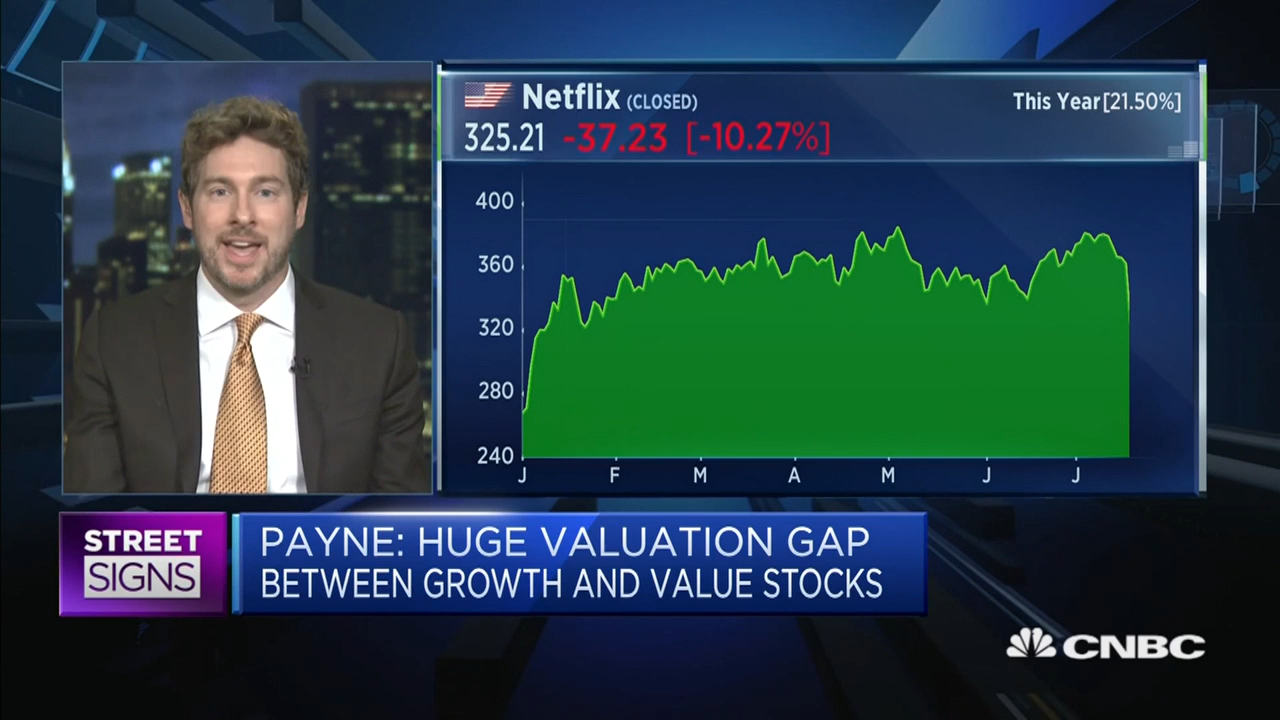 Netflix (CLOSED)
This Year[21.50%]
325.21 -37.23 [-10.27%]
400
360
320
280
240
J F M A M J J
STREET
SIGNS
PAYNE: HUGE VALUATION GAP
BETWEEN GROWTH AND VALUE STOCKS
CNBC